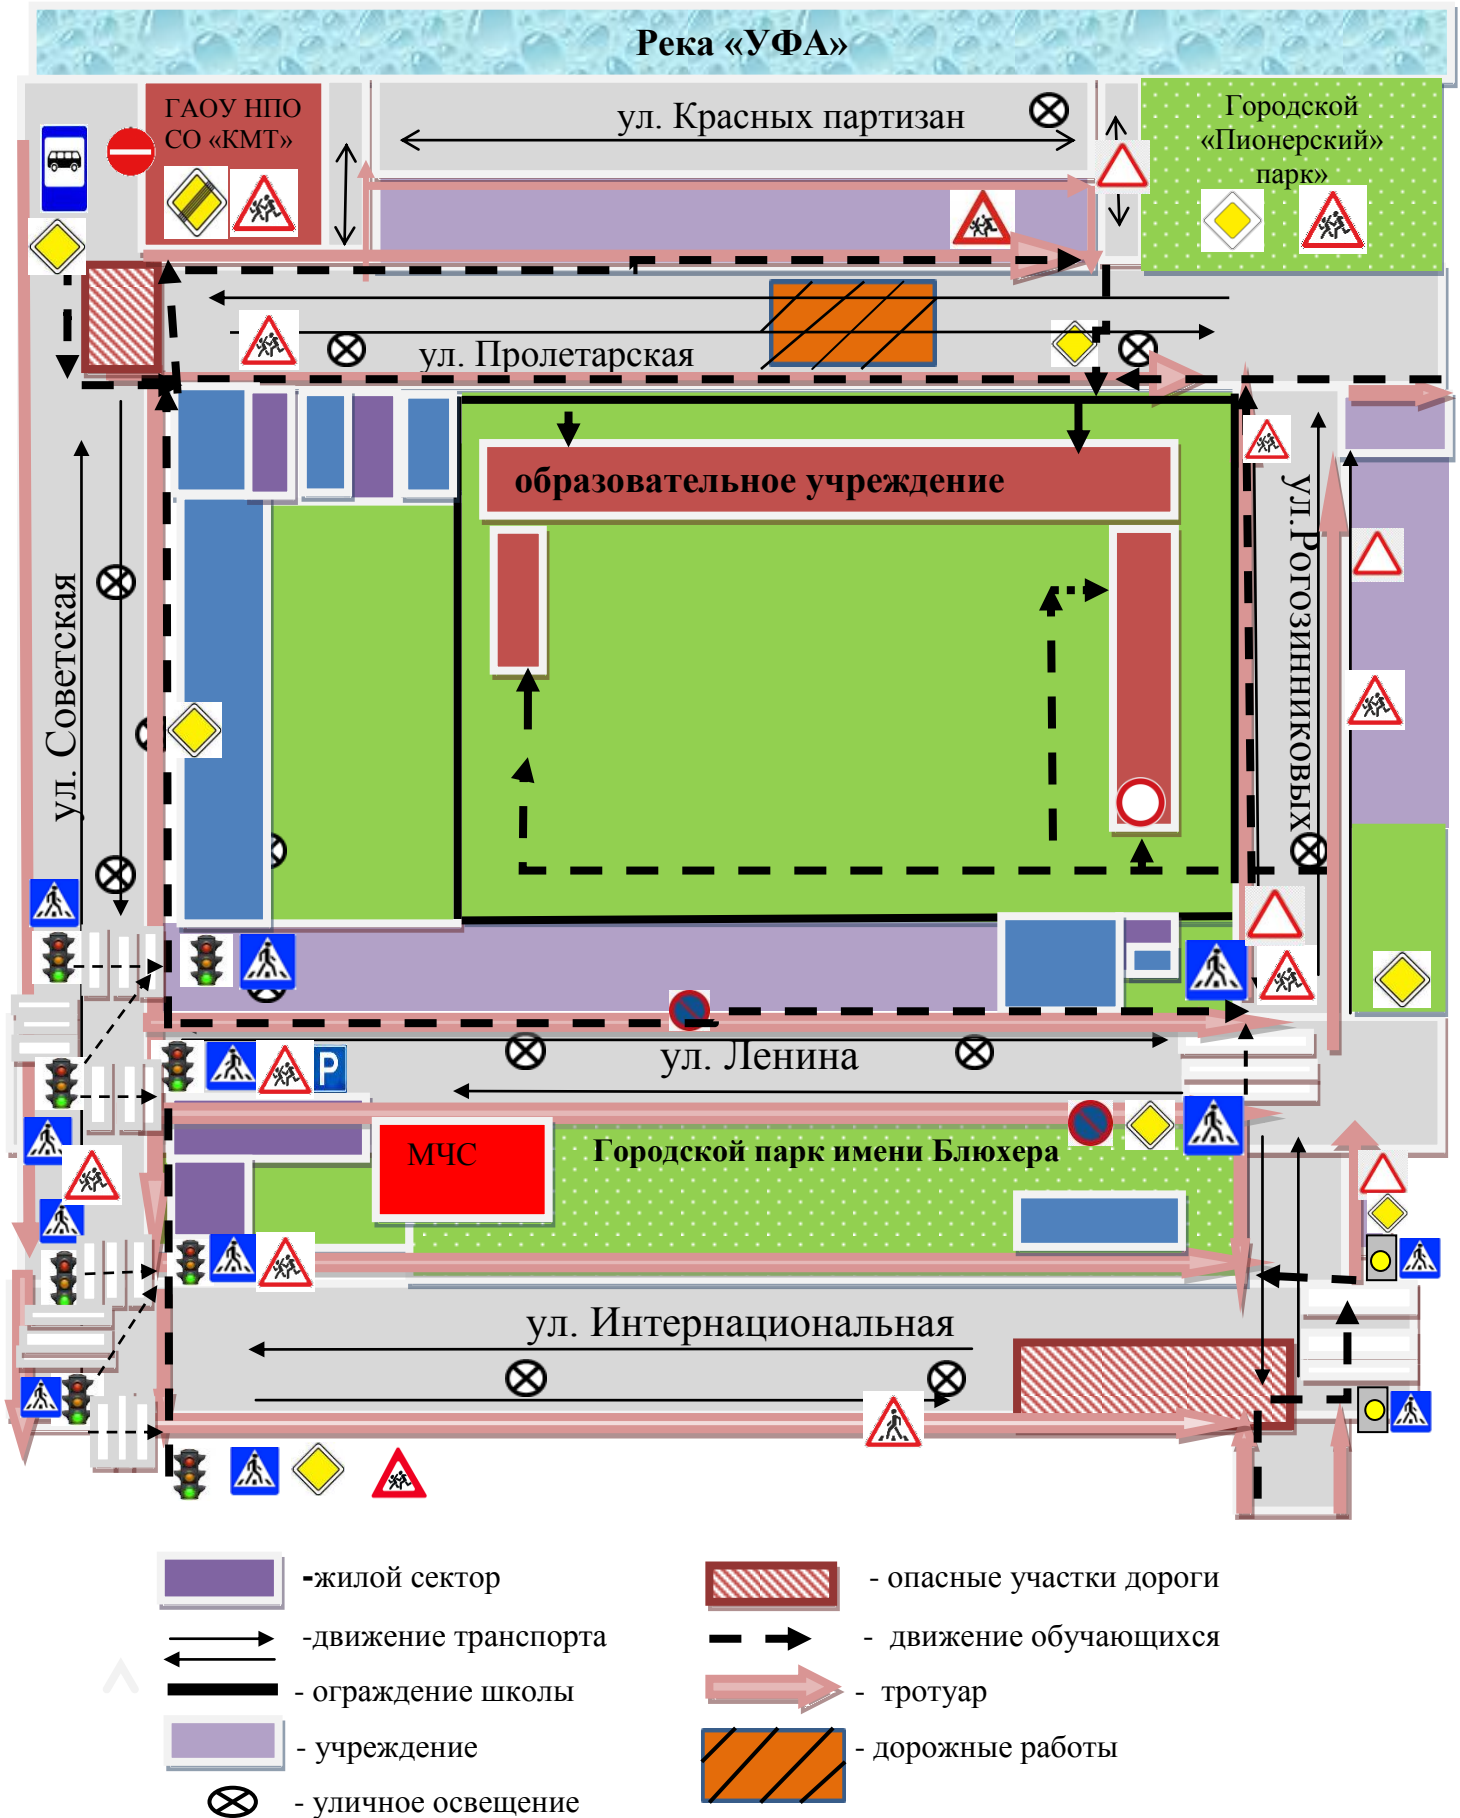 Река «УФА»
ГАОУ НПО
СО «КМТ»
ул. Красных партизан
Городской
«Пионерский»
парк»
ул. Пролетарская
образовательное учреждение
ул. Советская
ул.Рогозинниковых
ул. Ленина
P
МЧС
Городской парк имени Блюхера
ул. Интернациональная
-жилой сектор
- опасные участки дороги
-движение транспорта
- движение обучающихся
- ограждение школы
- тротуар
- учреждение
- дорожные работы
- уличное освещение